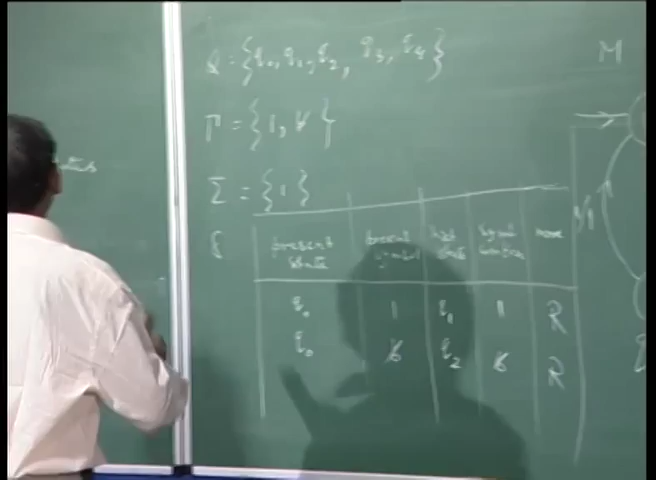 Q = {q₀, q₁, q₂, q₃, q₄}
M
Γ = {1, ƀ}
Σ = {1}
δ
present state | present symbol | next state | symbol written | move
q₀ | 1 | q₁ | 1 | R
q₀ | ƀ | q₂ | ƀ | R